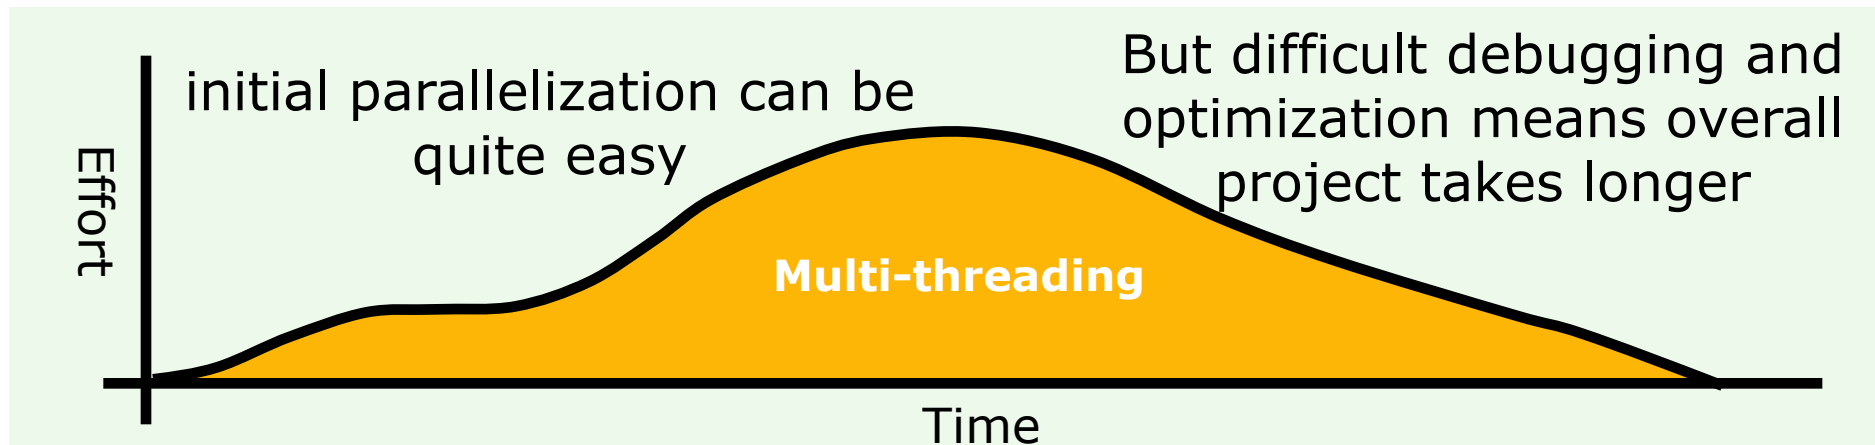 initial parallelization can be
quite easy
But difficult debugging and
optimization means overall
project takes longer
Effort
Multi-threading
Time